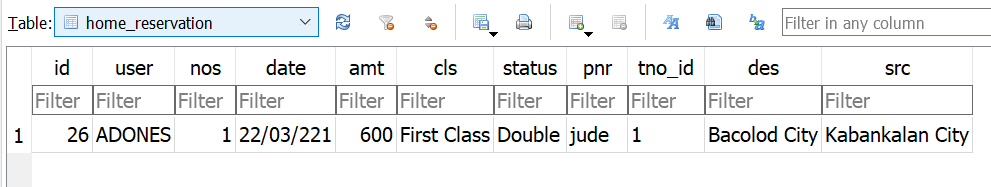 Table: home_reservation Filter in any column
id user nos date amt cls status pnr tno_id des src
Filter Filter Filter Filter Filter Filter Filter Filter Filter Filter Filter
1 26 ADONES 1 22/03/221 600 First Class Double jude 1 Bacolod City Kabankalan City